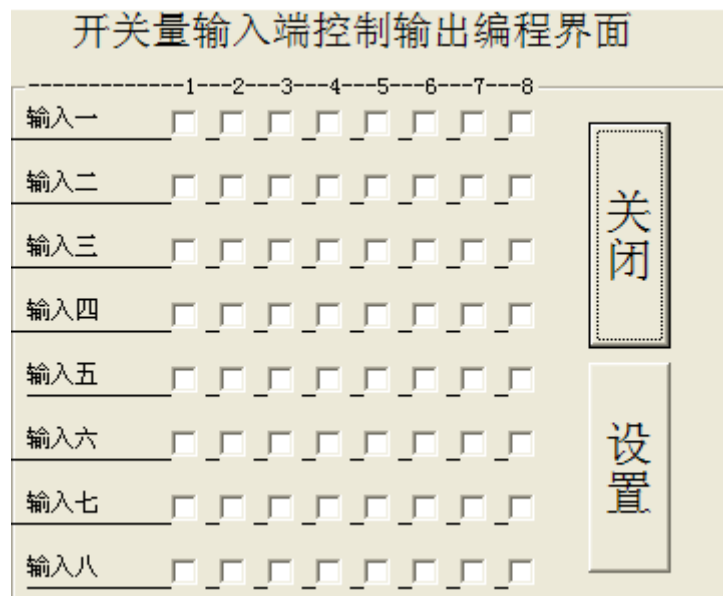 开关量输入端控制输出编程界面
-------------1---2---3---4---5---6---7---8
输入一
输入二
输入三
输入四
输入五
输入六
输入七
输入八
关闭
设置